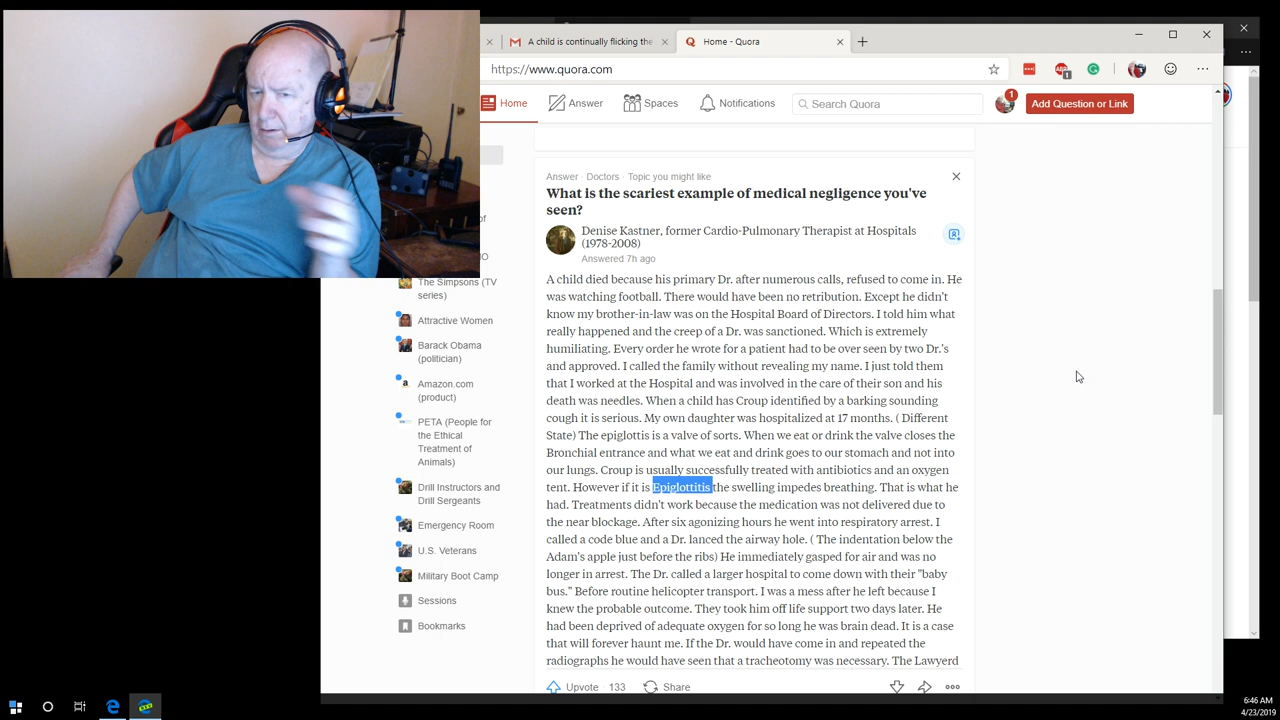 A child is continually flicking the
Home - Quora
https://www.quora.com
1
Home
Answer
Spaces
Notifications
Search Quora
1
Add Question or Link
Answer · Doctors · Topic you might like
What is the scariest example of medical negligence you've
seen?
Denise Kastner, former Cardio-Pulmonary Therapist at Hospitals
(1978-2008)
Answered 7h ago
A child died because his primary Dr. after numerous calls, refused to come in. He
was watching football. There would have been no retribution. Except he didn't
know my brother-in-law was on the Hospital Board of Directors. I told him what
really happened and the creep of a Dr. was sanctioned. Which is extremely
humiliating. Every order he wrote for a patient had to be over seen by two Dr.'s
and approved. I called the family without revealing my name. I just told them
that I worked at the Hospital and was involved in the care of their son and his
death was needles. When a child has Croup identified by a barking sounding
cough it is serious. My own daughter was hospitalized at 17 months. ( Different
State) The epiglottis is a valve of sorts. When we eat or drink the valve closes the
Bronchial entrance and what we eat and drink goes to our stomach and not into
our lungs. Croup is usually successfully treated with antibiotics and an oxygen
tent. However if it is Epiglottitis the swelling impedes breathing. That is what he
had. Treatments didn't work because the medication was not delivered due to
the near blockage. After six agonizing hours he went into respiratory arrest. I
called a code blue and a Dr. lanced the airway hole. ( The indentation below the
Adam's apple just before the ribs) He immediately gasped for air and was no
longer in arrest. The Dr. called a larger hospital to come down with their "baby
bus." Before routine helicopter transport. I was a mess after he left because I
knew the probable outcome. They took him off life support two days later. He
had been deprived of adequate oxygen for so long he was brain dead. It is a case
that will forever haunt me. If the Dr. would have come in and repeated the
radiographs he would have seen that a tracheotomy was necessary. The Lawyerd
Upvote 133
Share
of
O
The Simpsons (TV
series)
Attractive Women
Barack Obama
(politician)
Amazon.com
(product)
PETA (People for
the Ethical
Treatment of
Animals)
Drill Instructors and
Drill Sergeants
Emergency Room
U.S. Veterans
Military Boot Camp
Sessions
Bookmarks
6:46 AM
4/23/2019